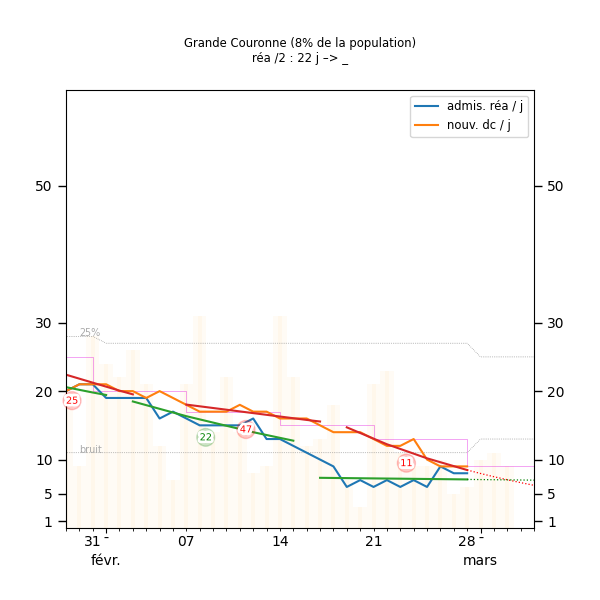 Grande Couronne (8% de la population)
réa /2 : 22 j –> _
admis. réa / j
nouv. dc / j
50 50
30 30
25%
20 20
25
22
47
bruit
11
10 10
5 5
1 1
31 - 07 14 21 28 -
févr. mars